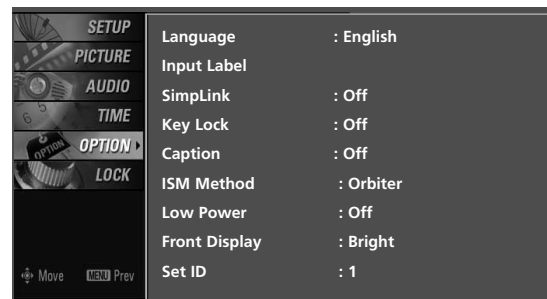 SETUP
PICTURE
AUDIO
TIME
OPTION
LOCK
Move MENU Prev
Language : English
Input Label
SimpLink : Off
Key Lock : Off
Caption : Off
ISM Method : Orbiter
Low Power : Off
Front Display : Bright
Set ID : 1